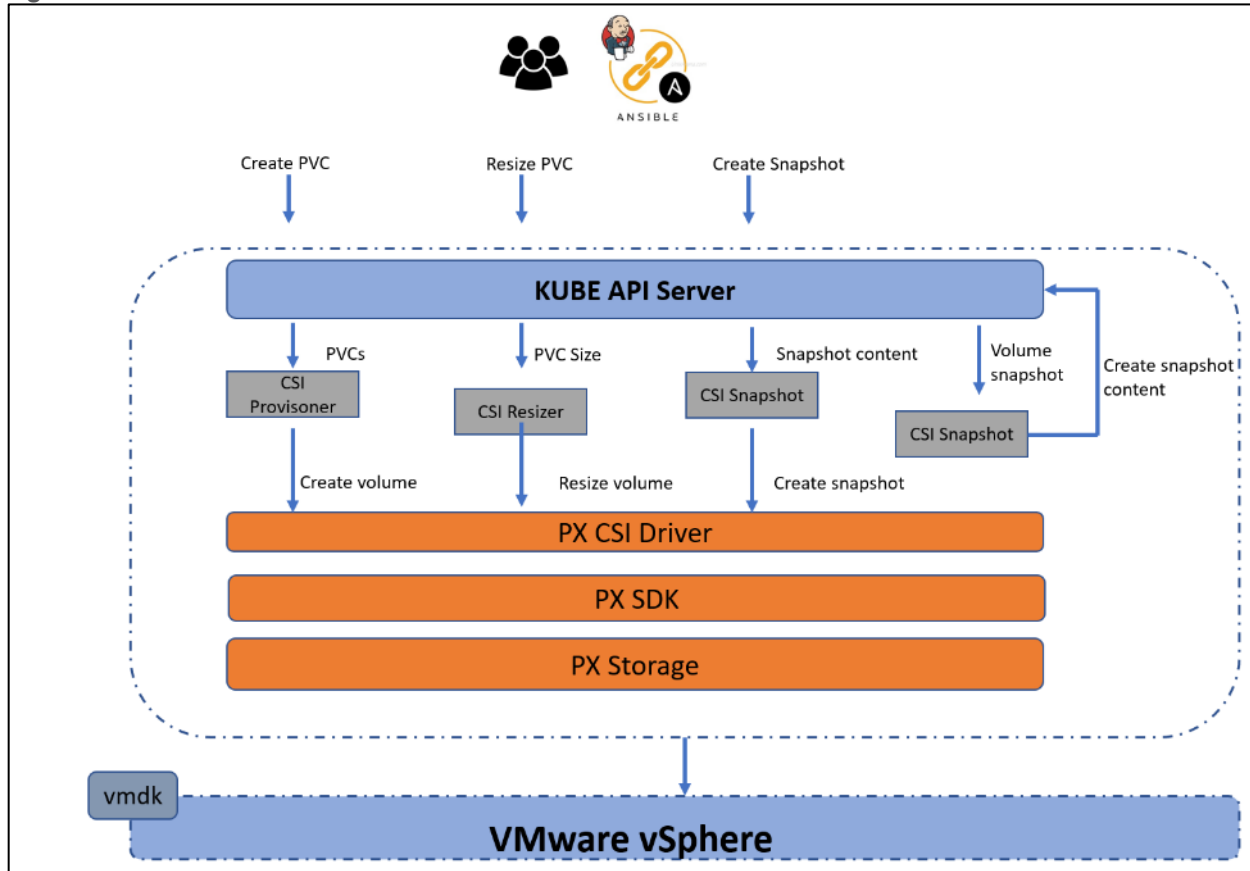 ANSIBLE
Create PVC
Resize PVC
Create Snapshot
KUBE API Server
PVCs
PVC Size
Snapshot content
Volume
snapshot
Create snapshot
content
CSI
Provisoner
CSI Resizer
CSI Snapshot
CSI Snapshot
Create volume
Resize volume
Create snapshot
PX CSI Driver
PX SDK
PX Storage
vmdk
VMware vSphere